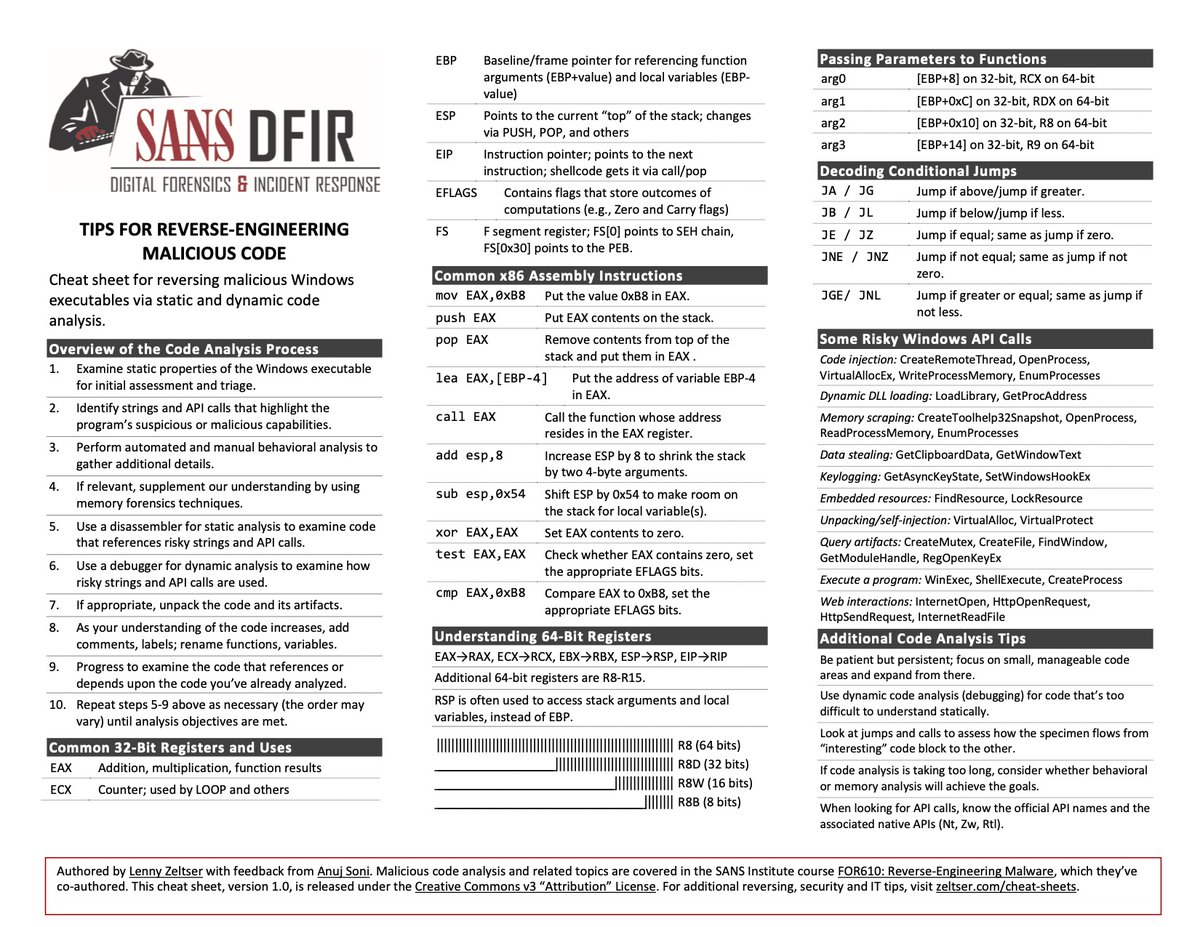 SANS DFIR
DIGITAL FORENSICS & INCIDENT RESPONSE
TIPS FOR REVERSE-ENGINEERING
MALICIOUS CODE
Cheat sheet for reversing malicious Windows
executables via static and dynamic code
analysis.
Overview of the Code Analysis Process
1. Examine static properties of the Windows executable
for initial assessment and triage.
2. Identify strings and API calls that highlight the
program’s suspicious or malicious capabilities.
3. Perform automated and manual behavioral analysis to
gather additional details.
4. If relevant, supplement our understanding by using
memory forensics techniques.
5. Use a disassembler for static analysis to examine code
that references risky strings and API calls.
6. Use a debugger for dynamic analysis to examine how
risky strings and API calls are used.
7. If appropriate, unpack the code and its artifacts.
8. As your understanding of the code increases, add
comments, labels; rename functions, variables.
9. Progress to examine the code that references or
depends upon the code you’ve already analyzed.
10. Repeat steps 5-9 above as necessary (the order may
vary) until analysis objectives are met.
Common 32-Bit Registers and Uses
EAX Addition, multiplication, function results
ECX Counter; used by LOOP and others
EBP Baseline/frame pointer for referencing function
arguments (EBP+value) and local variables (EBP-
value)
ESP Points to the current “top” of the stack; changes
via PUSH, POP, and others
EIP Instruction pointer; points to the next
instruction; shellcode gets it via call/pop
EFLAGS Contains flags that store outcomes of
computations (e.g., Zero and Carry flags)
FS F segment register; FS[0] points to SEH chain,
FS[0x30] points to the PEB.
Common x86 Assembly Instructions
mov EAX,0xB8 Put the value 0xB8 in EAX.
push EAX Put EAX contents on the stack.
pop EAX Remove contents from top of the
stack and put them in EAX .
lea EAX,[EBP-4] Put the address of variable EBP-4
in EAX.
call EAX Call the function whose address
resides in the EAX register.
add esp,8 Increase ESP by 8 to shrink the stack
by two 4-byte arguments.
sub esp,0x54 Shift ESP by 0x54 to make room on
the stack for local variable(s).
xor EAX,EAX Set EAX contents to zero.
test EAX,EAX Check whether EAX contains zero, set
the appropriate EFLAGS bits.
cmp EAX,0xB8 Compare EAX to 0xB8, set the
appropriate EFLAGS bits.
Understanding 64-Bit Registers
EAX→RAX, ECX→RCX, EBX→RBX, ESP→RSP, EIP→RIP
Additional 64-bit registers are R8-R15.
RSP is often used to access stack arguments and local
variables, instead of EBP.
R8 (64 bits)
R8D (32 bits)
R8W (16 bits)
R8B (8 bits)
Passing Parameters to Functions
arg0 [EBP+8] on 32-bit, RCX on 64-bit
arg1 [EBP+0xC] on 32-bit, RDX on 64-bit
arg2 [EBP+0x10] on 32-bit, R8 on 64-bit
arg3 [EBP+14] on 32-bit, R9 on 64-bit
Decoding Conditional Jumps
JA / JG Jump if above/jump if greater.
JB / JL Jump if below/jump if less.
JE / JZ Jump if equal; same as jump if zero.
JNE / JNZ Jump if not equal; same as jump if not
zero.
JGE/ JNL Jump if greater or equal; same as jump if
not less.
Some Risky Windows API Calls
Code injection: CreateRemoteThread, OpenProcess,
VirtualAllocEx, WriteProcessMemory, EnumProcesses
Dynamic DLL loading: LoadLibrary, GetProcAddress
Memory scraping: CreateToolhelp32Snapshot, OpenProcess,
ReadProcessMemory, EnumProcesses
Data stealing: GetClipboardData, GetWindowText
Keylogging: GetAsyncKeyState, SetWindowsHookEx
Embedded resources: FindResource, LockResource
Unpacking/self-injection: VirtualAlloc, VirtualProtect
Query artifacts: CreateMutex, CreateFile, FindWindow,
GetModuleHandle, RegOpenKeyEx
Execute a program: WinExec, ShellExecute, CreateProcess
Web interactions: InternetOpen, HttpOpenRequest,
HttpSendRequest, InternetReadFile
Additional Code Analysis Tips
Be patient but persistent; focus on small, manageable code
areas and expand from there.
Use dynamic code analysis (debugging) for code that’s too
difficult to understand statically.
Look at jumps and calls to assess how the specimen flows from
“interesting” code block to the other.
If code analysis is taking too long, consider whether behavioral
or memory analysis will achieve the goals.
When looking for API calls, know the official API names and the
associated native APIs (Nt, Zw, Rtl).
Authored by Lenny Zeltser with feedback from Anuj Soni. Malicious code analysis and related topics are covered in the SANS Institute course FOR610: Reverse-Engineering Malware, which they’ve
co-authored. This cheat sheet, version 1.0, is released under the Creative Commons v3 “Attribution” License. For additional reversing, security and IT tips, visit zeltser.com/cheat-sheets.